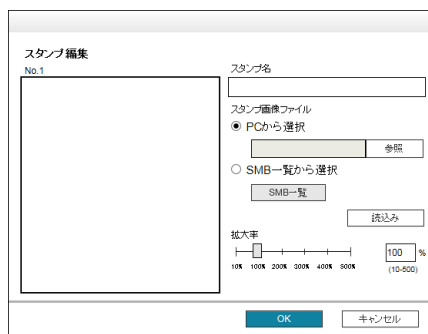 スタンプ編集
No.1
スタンプ名
スタンプ画像ファイル
PCから選択
参照
SMB一覧から選択
SMB一覧
読込み
拡大率
100 %
10% 100% 200% 300% 400% 500%
(10-500)
OK キャンセル